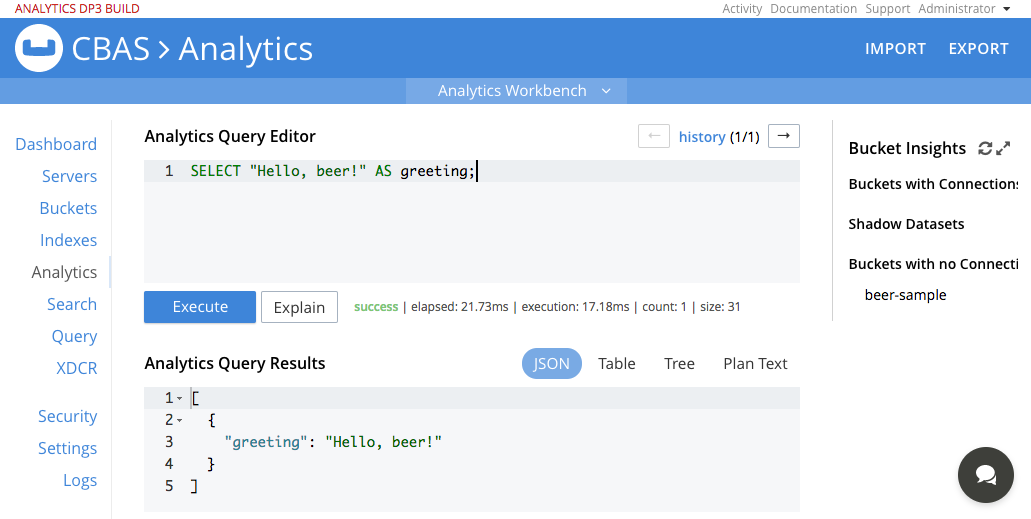 ANALYTICS DP3 BUILD
Activity Documentation Support Administrator
CBAS > Analytics
IMPORT EXPORT
Analytics Workbench
Dashboard
Servers
Buckets
Indexes
Analytics
Search
Query
XDCR
Security
Settings
Logs
Analytics Query Editor
← history (1/1) →
1 SELECT "Hello, beer!" AS greeting;
Execute Explain success | elapsed: 21.73ms | execution: 17.18ms | count: 1 | size: 31
Analytics Query Results
JSON Table Tree Plan Text
1 [
2 {
3 "greeting": "Hello, beer!"
4 }
5 ]
Bucket Insights
Buckets with Connections
Shadow Datasets
Buckets with no Connecti
beer-sample